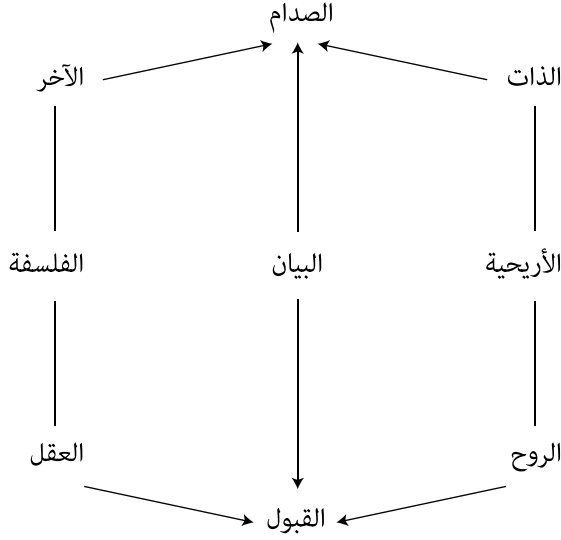 الصدام
الذات
الآخر
الأريحية
البيان
الفلسفة
الروح
العقل
القبول